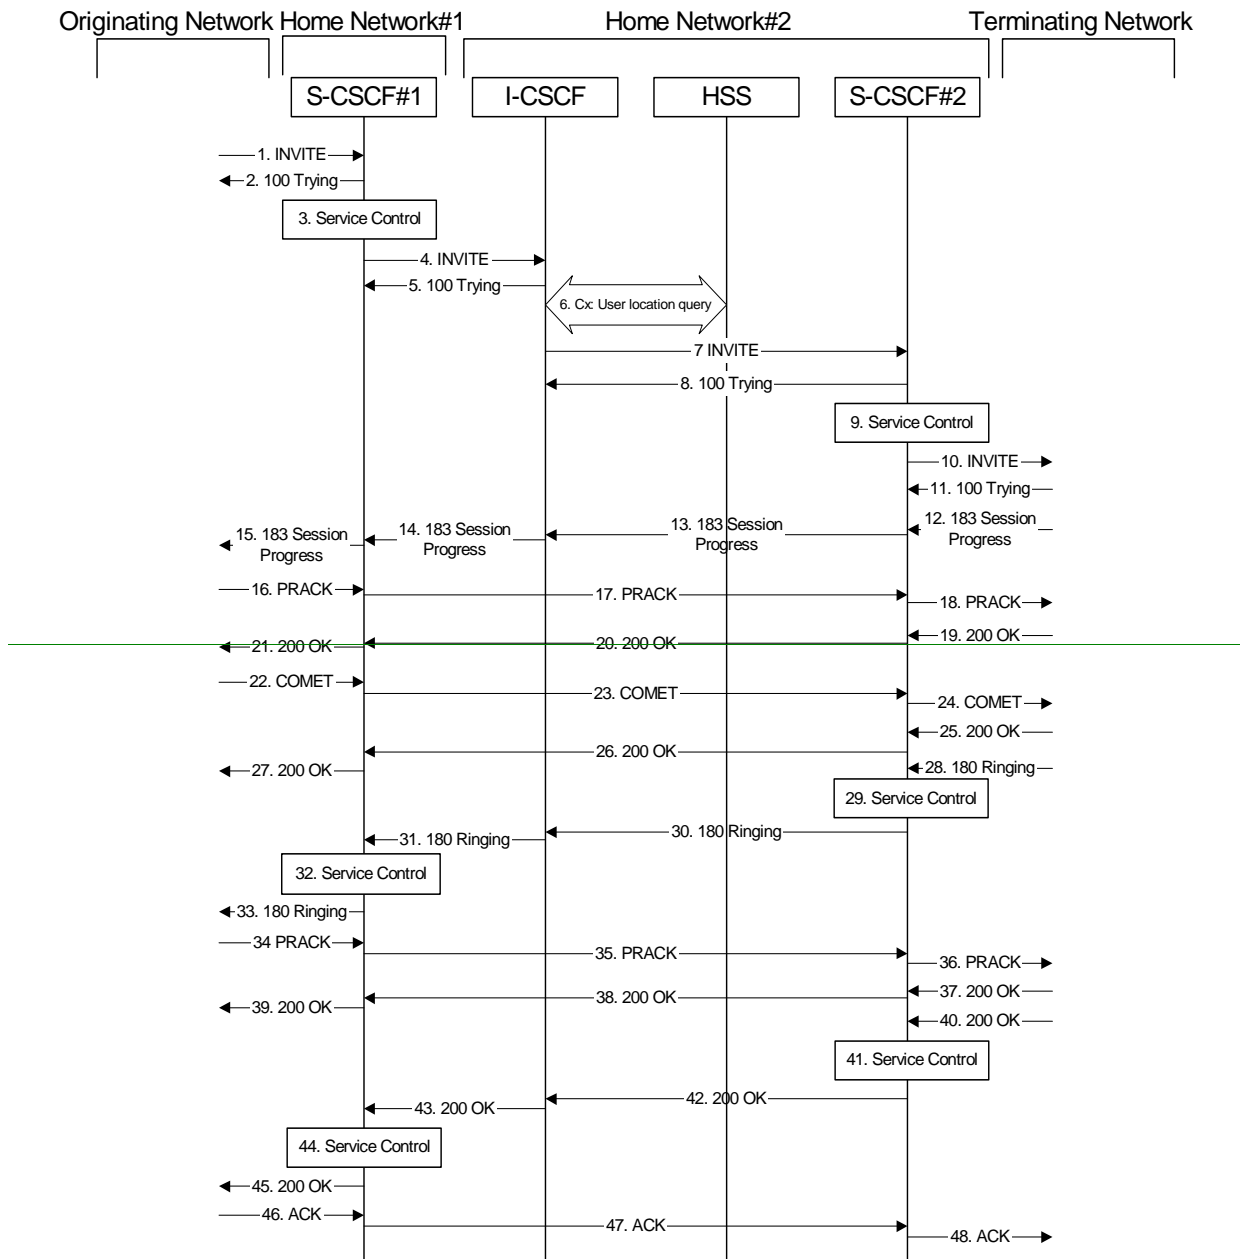 Originating Network Home Network#1 Home Network#2 Terminating Network
S-CSCF#1 I-CSCF HSS S-CSCF#2
1. INVITE
2. 100 Trying
3. Service Control
4. INVITE
5. 100 Trying
6. Cx: User location query
7 INVITE
8. 100 Trying
9. Service Control
10. INVITE
11. 100 Trying
12. 183 Session
Progress
13. 183 Session
Progress
14. 183 Session
Progress
15. 183 Session
Progress
16. PRACK
17. PRACK
18. PRACK
19. 200 OK
20. 200 OK
21. 200 OK
22. COMET
23. COMET
24. COMET
25. 200 OK
26. 200 OK
27. 200 OK
28. 180 Ringing
29. Service Control
30. 180 Ringing
31. 180 Ringing
32. Service Control
33. 180 Ringing
34 PRACK
35. PRACK
36. PRACK
37. 200 OK
38. 200 OK
39. 200 OK
40. 200 OK
41. Service Control
42. 200 OK
43. 200 OK
44. Service Control
45. 200 OK
46. ACK
47. ACK
48. ACK